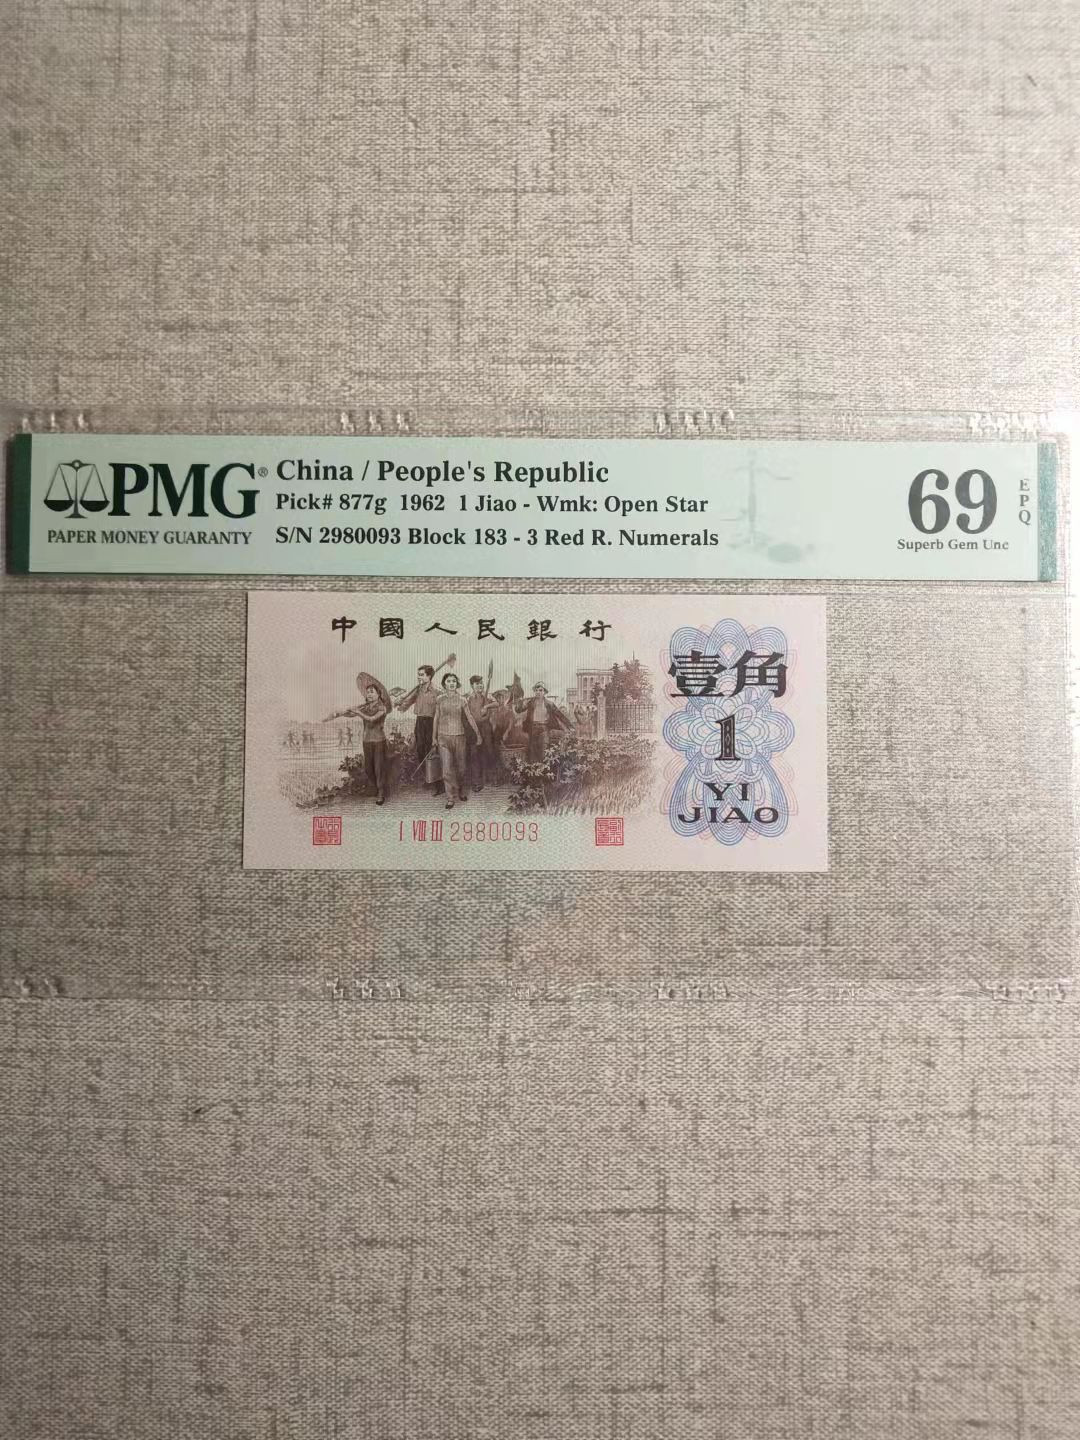 PMG®
PAPER MONEY GUARANTY
China / People's Republic
Pick# 877g 1962 1 Jiao - Wmk: Open Star
S/N 2980093 Block 183 - 3 Red R. Numerals
69
EPQ
Superb Gem Unc
中國人民銀行
壹角
1
YI
JIAO
I VIII III 2980093